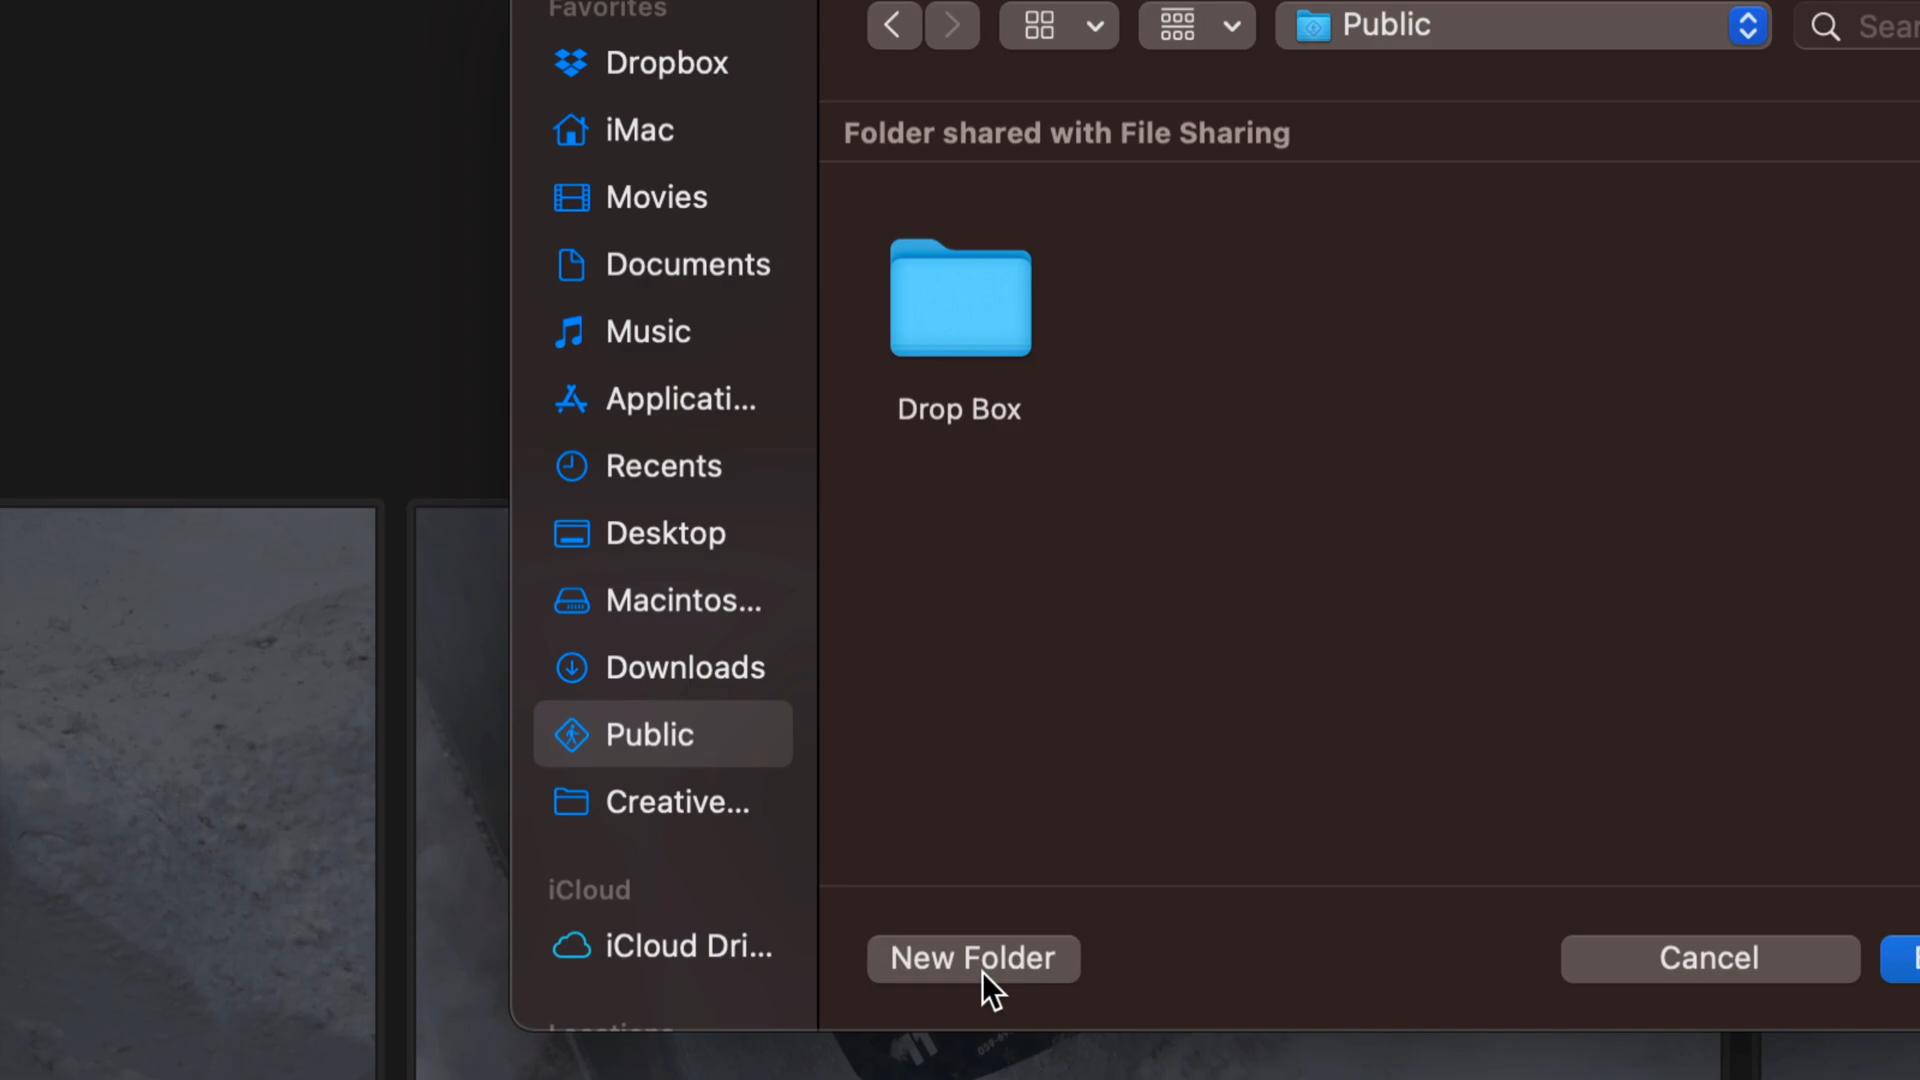 Favorites
Dropbox
iMac
Movies
Documents
Music
Applicati...
Recents
Desktop
Macintos...
Downloads
Public
Creative...
iCloud
iCloud Dri...
Public
Sear
Folder shared with File Sharing
Drop Box
New Folder
Cancel